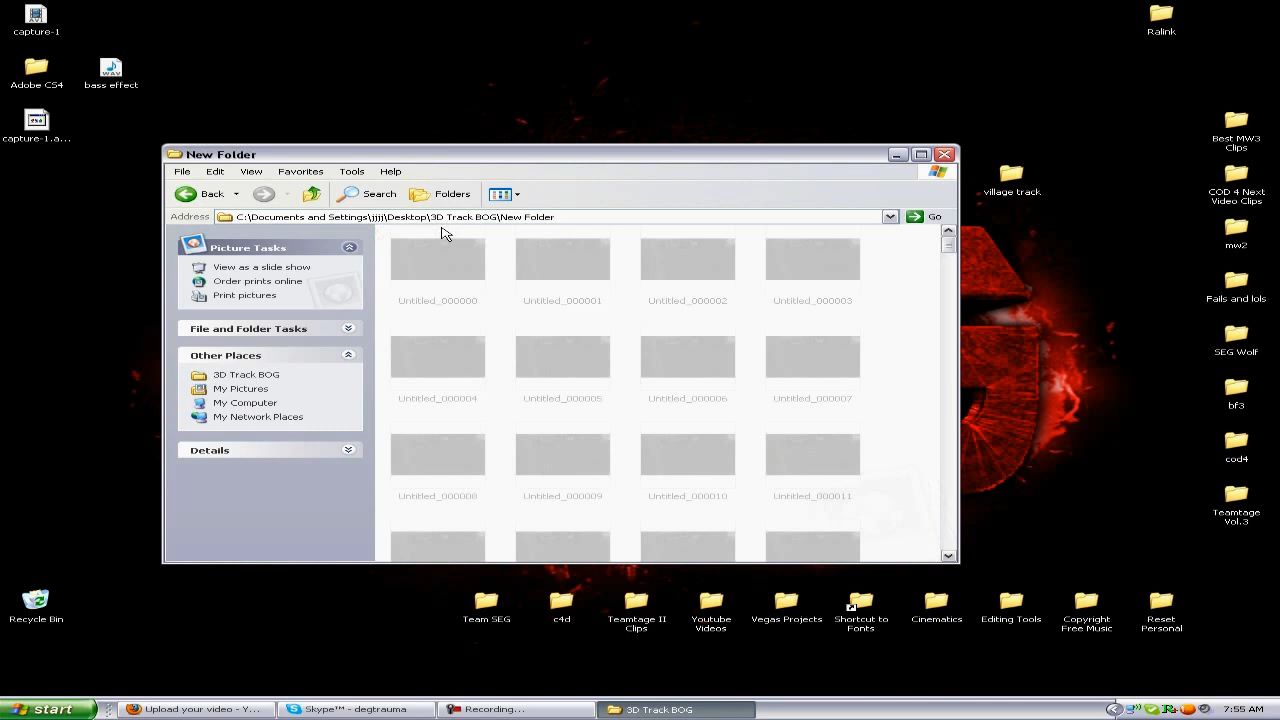 capture-1
Ralink
Adobe CS4
bass effect
capture-1.a...
Best MW3
Clips
village track
COD 4 Next
Video Clips
mw2
Fails and lols
SEG Wolf
bf3
cod4
Teamtage
Vol.3
New Folder
File Edit View Favorites Tools Help
Back Search Folders
Address C:\Documents and Settings\jjjj\Desktop\3D Track BOG\New Folder Go
Picture Tasks
View as a slide show
Order prints online
Print pictures
File and Folder Tasks
Other Places
3D Track BOG
My Pictures
My Computer
My Network Places
Details
Untitled_000000 Untitled_000001 Untitled_000002 Untitled_000003
Untitled_000004 Untitled_000005 Untitled_000006 Untitled_000007
Untitled_000008 Untitled_000009 Untitled_000010 Untitled_000011
Recycle Bin
Team SEG
c4d
Teamtage II
Clips
Youtube
Videos
Vegas Projects
Shortcut to
Fonts
Cinematics
Editing Tools
Copyright
Free Music
Reset
Personal
start
Upload your video - Y...
Skype™ - degtrauma
Recording...
3D Track BOG
7:55 AM